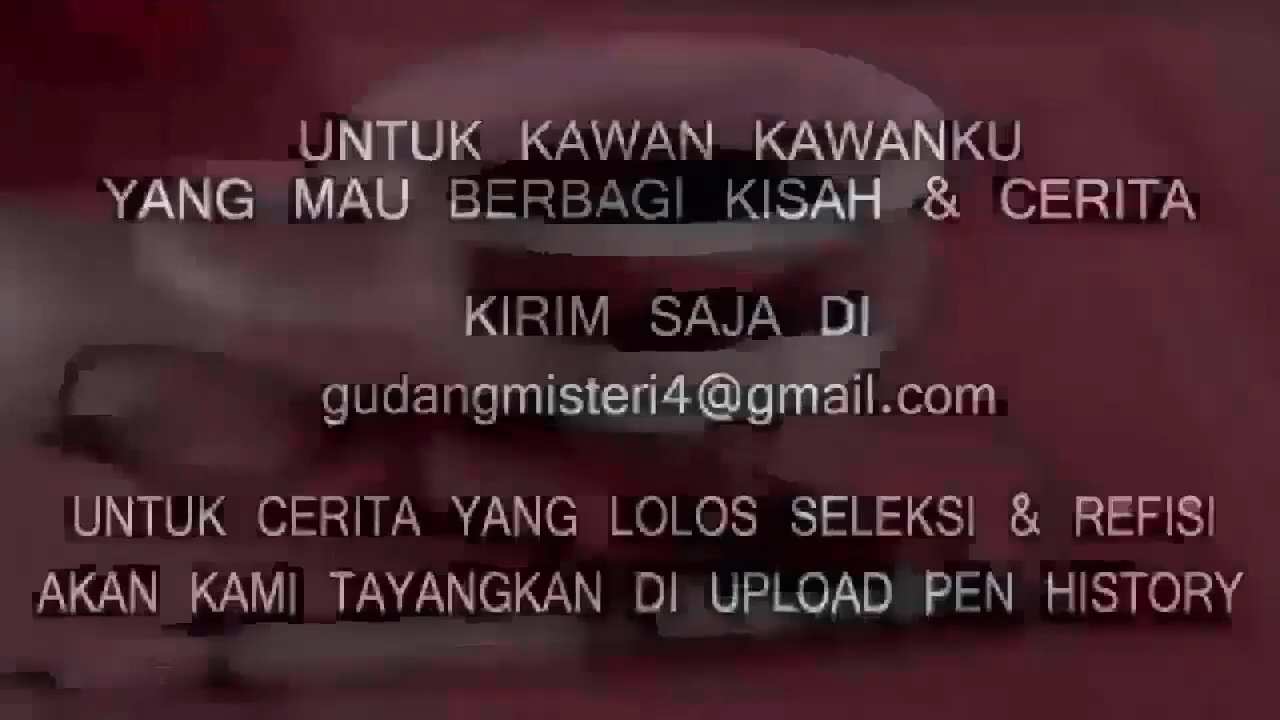 UNTUK KAWAN KAWANKU
YANG MAU BERBAGI KISAH & CERITA
KIRIM SAJA DI
gudangmisteri4@gmail.com
UNTUK CERITA YANG LOLOS SELEKSI & REFISI
AKAN KAMI TAYANGKAN DI UPLOAD PEN HISTORY